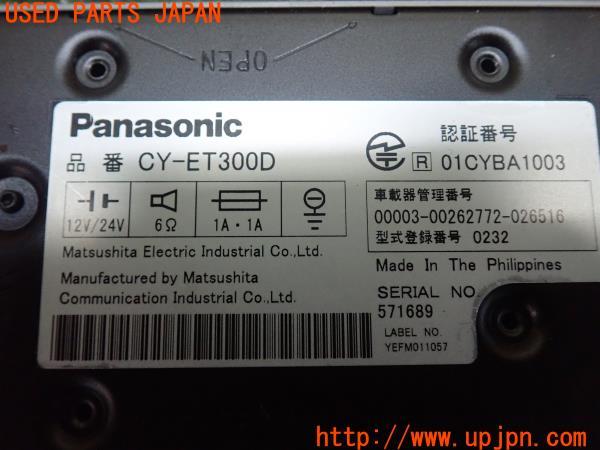 USED PARTS JAPAN
OPEN
Panasonic
品 番 CY-ET300D
12V/24V
6Ω
1A・1A
Matsushita Electric Industrial Co.,Ltd.
Manufactured by Matsushita
Communication Industrial Co.,Ltd.
認証番号
R 01CYBA1003
車載器管理番号
00003-00262772-026516
型式登録番号 0232
Made In The Philippines
SERIAL NO.
571689
LABEL NO.
YEFM011057
3UPJ
www.upjpn.com